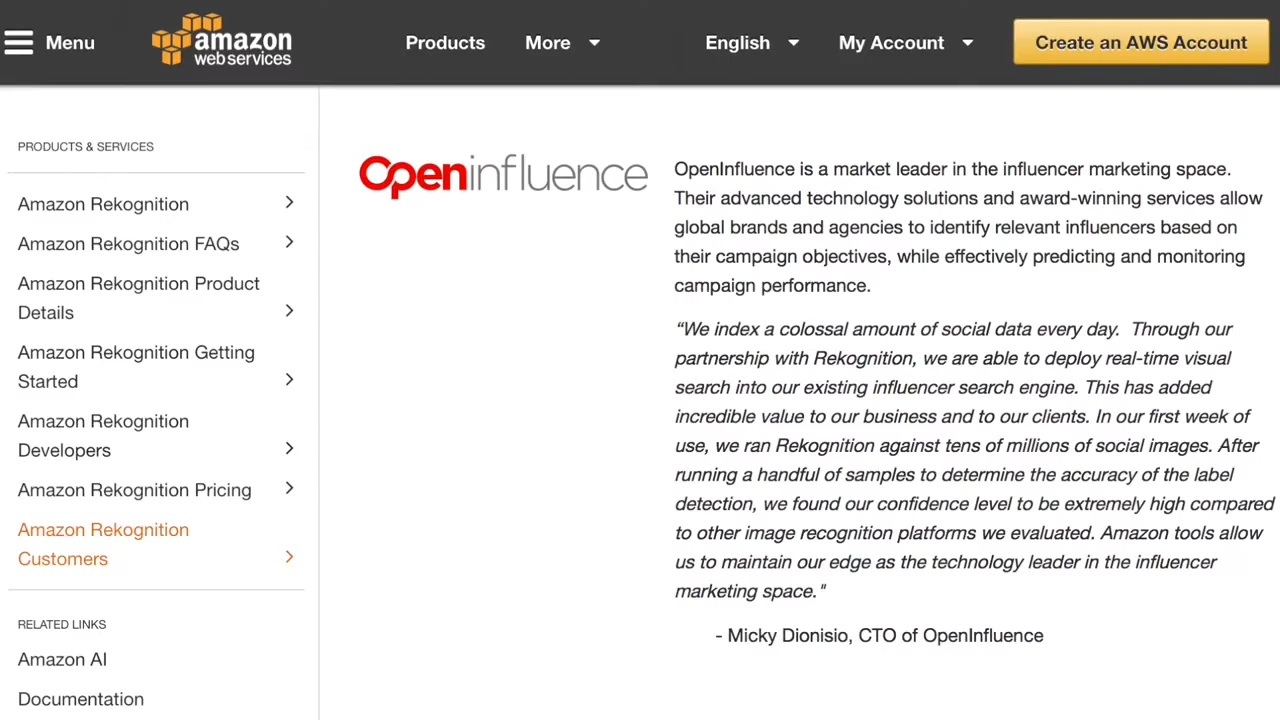 Menu
amazon
web services
Products
More
English
My Account
Create an AWS Account
PRODUCTS & SERVICES
Amazon Rekognition
Amazon Rekognition FAQs
Amazon Rekognition Product
Details
Amazon Rekognition Getting
Started
Amazon Rekognition
Developers
Amazon Rekognition Pricing
Amazon Rekognition
Customers
RELATED LINKS
Amazon AI
Documentation
Openinfluence
OpenInfluence is a market leader in the influencer marketing space.
Their advanced technology solutions and award-winning services allow
global brands and agencies to identify relevant influencers based on
their campaign objectives, while effectively predicting and monitoring
campaign performance.
“We index a colossal amount of social data every day.  Through our
partnership with Rekognition, we are able to deploy real-time visual
search into our existing influencer search engine. This has added
incredible value to our business and to our clients. In our first week of
use, we ran Rekognition against tens of millions of social images. After
running a handful of samples to determine the accuracy of the label
detection, we found our confidence level to be extremely high compared
to other image recognition platforms we evaluated. Amazon tools allow
us to maintain our edge as the technology leader in the influencer
marketing space."
- Micky Dionisio, CTO of OpenInfluence